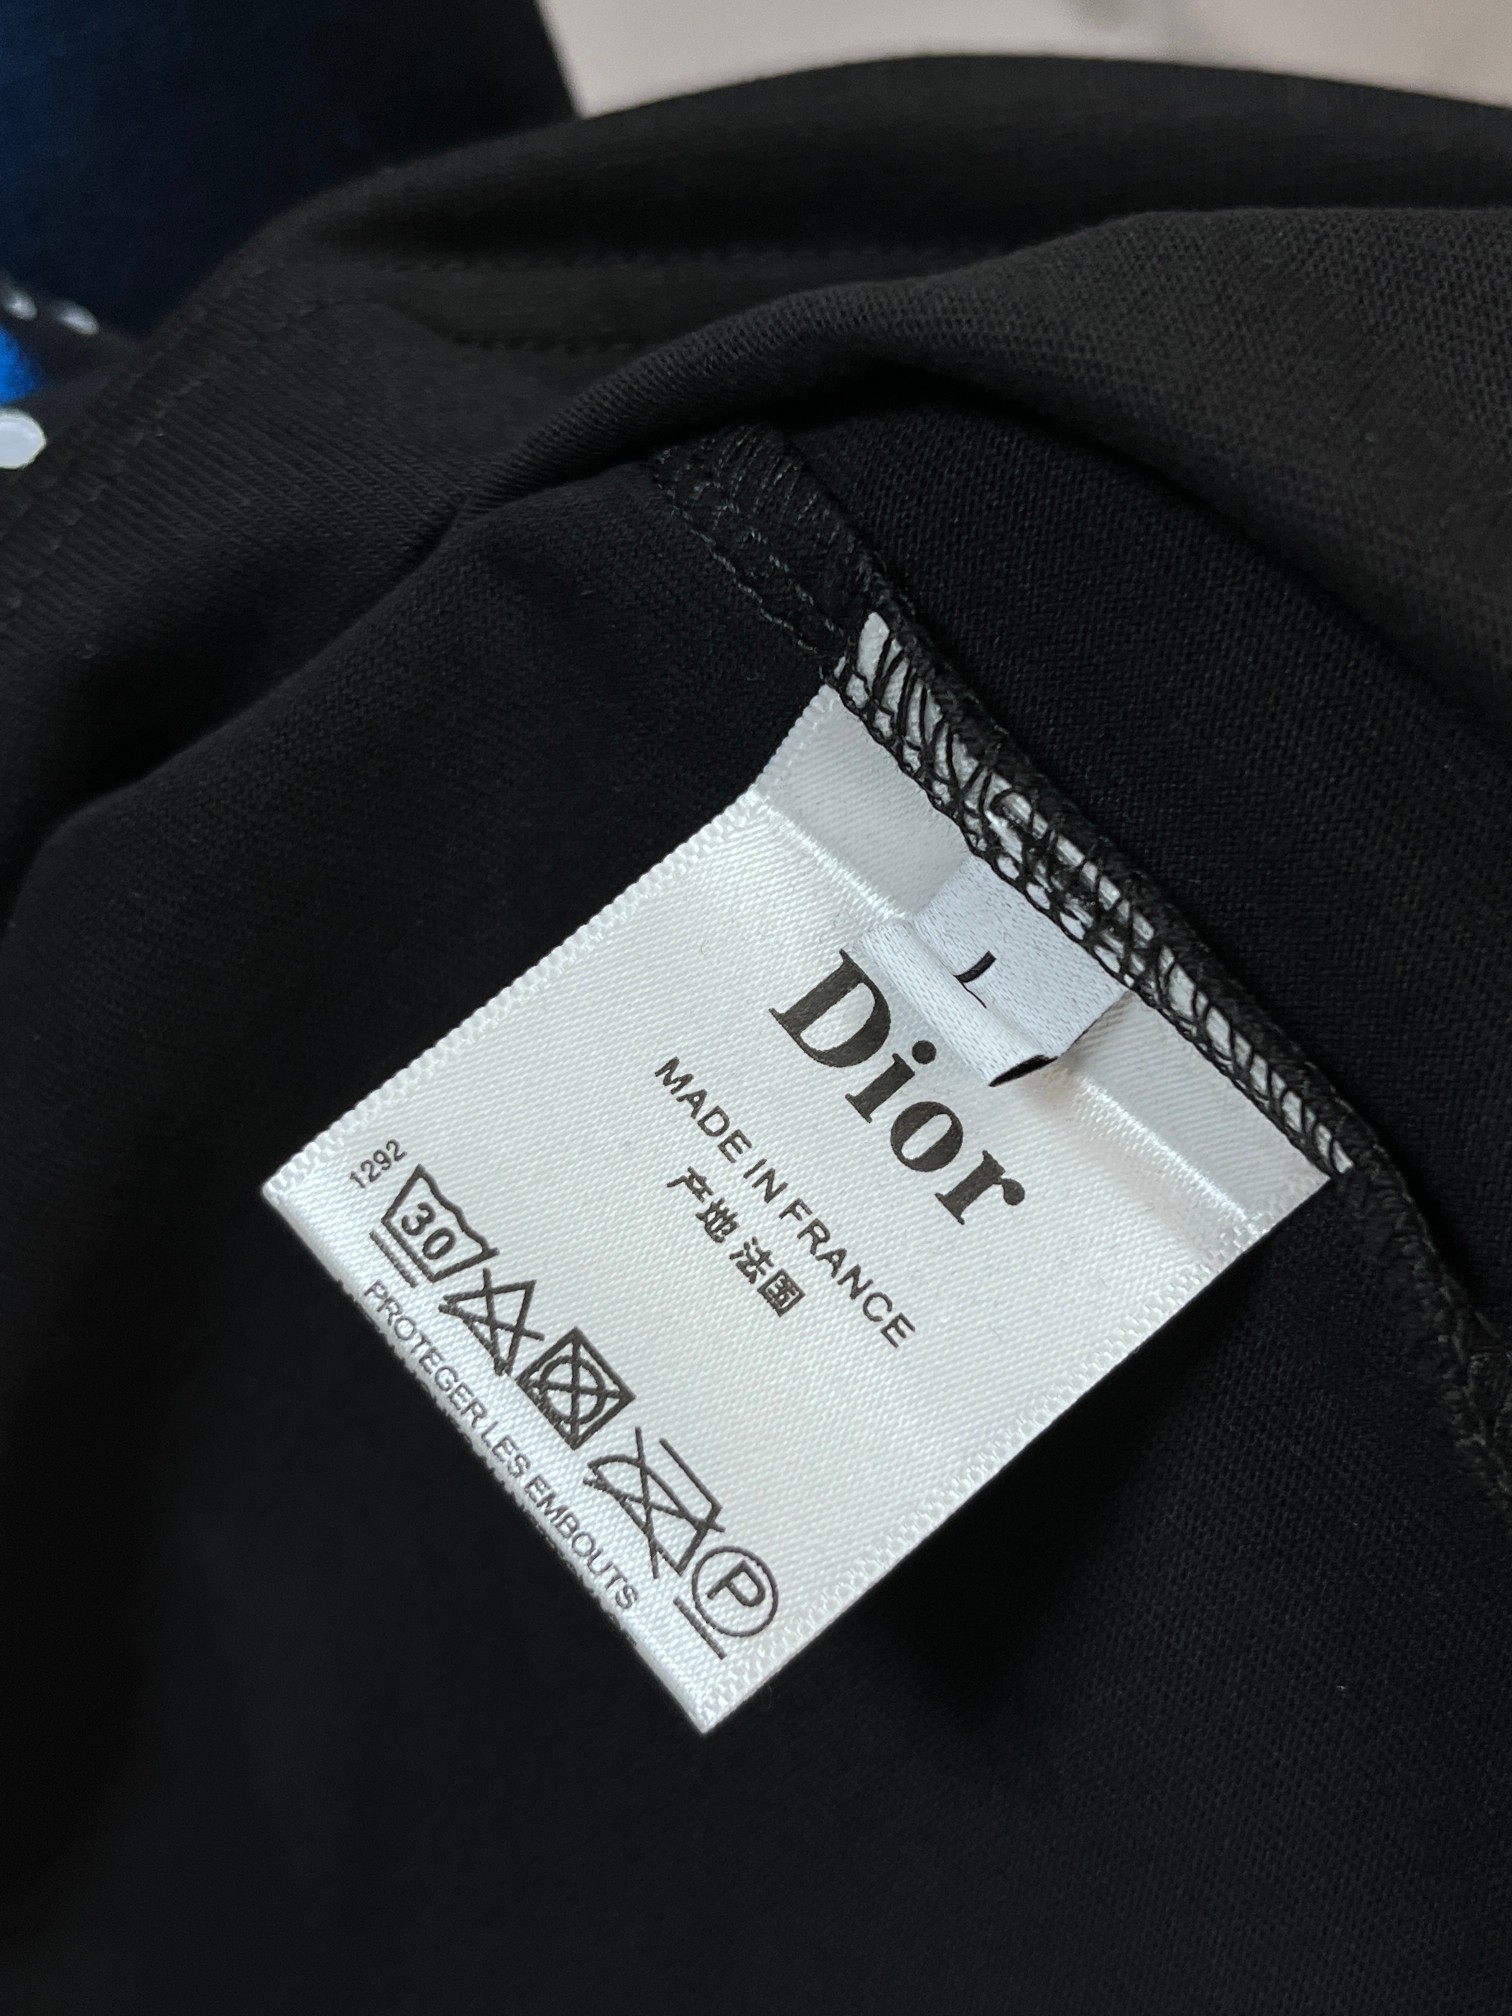 L
Dior
MADE IN FRANCE
产地 法国
1292
30
P
PROTEGER LES EMBOUTS